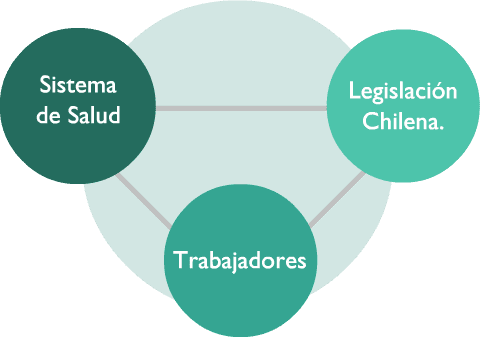 Sistema
de Salud
Legislación
Chilena.
Trabajadores